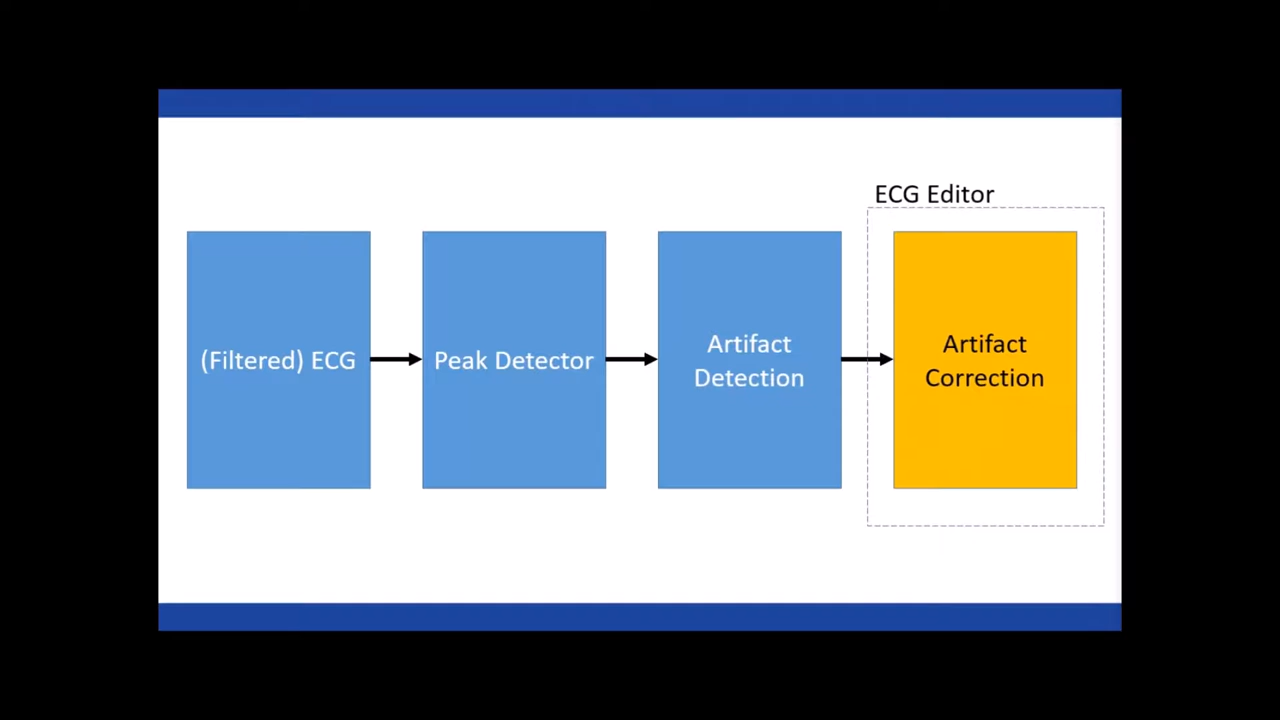 ECG Editor
(Filtered) ECG
Peak Detector
Artifact
Detection
Artifact
Correction